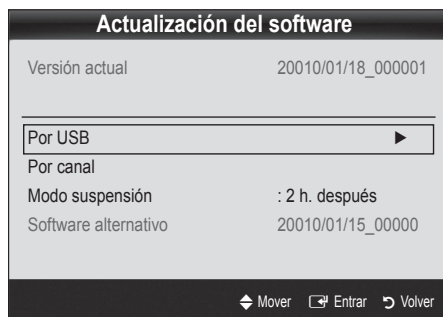 Actualización del software
Versión actual 20010/01/18_000001
Por USB ►
Por canal
Modo suspensión : 2 h. después
Software alternativo 20010/01/15_00000
Mover Entrar Volver